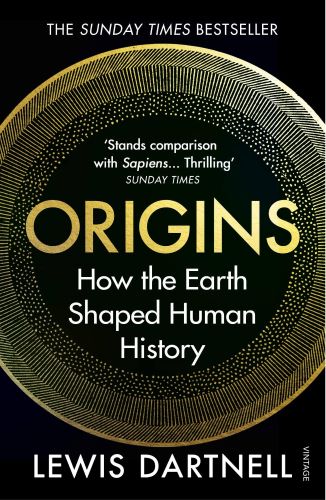 THE SUNDAY TIMES BESTSELLER
‘Stands comparison
with Sapiens... Thrilling’
SUNDAY TIMES
ORIGINS
How the Earth
Shaped Human
History
VINTAGE
LEWIS DARTNELL